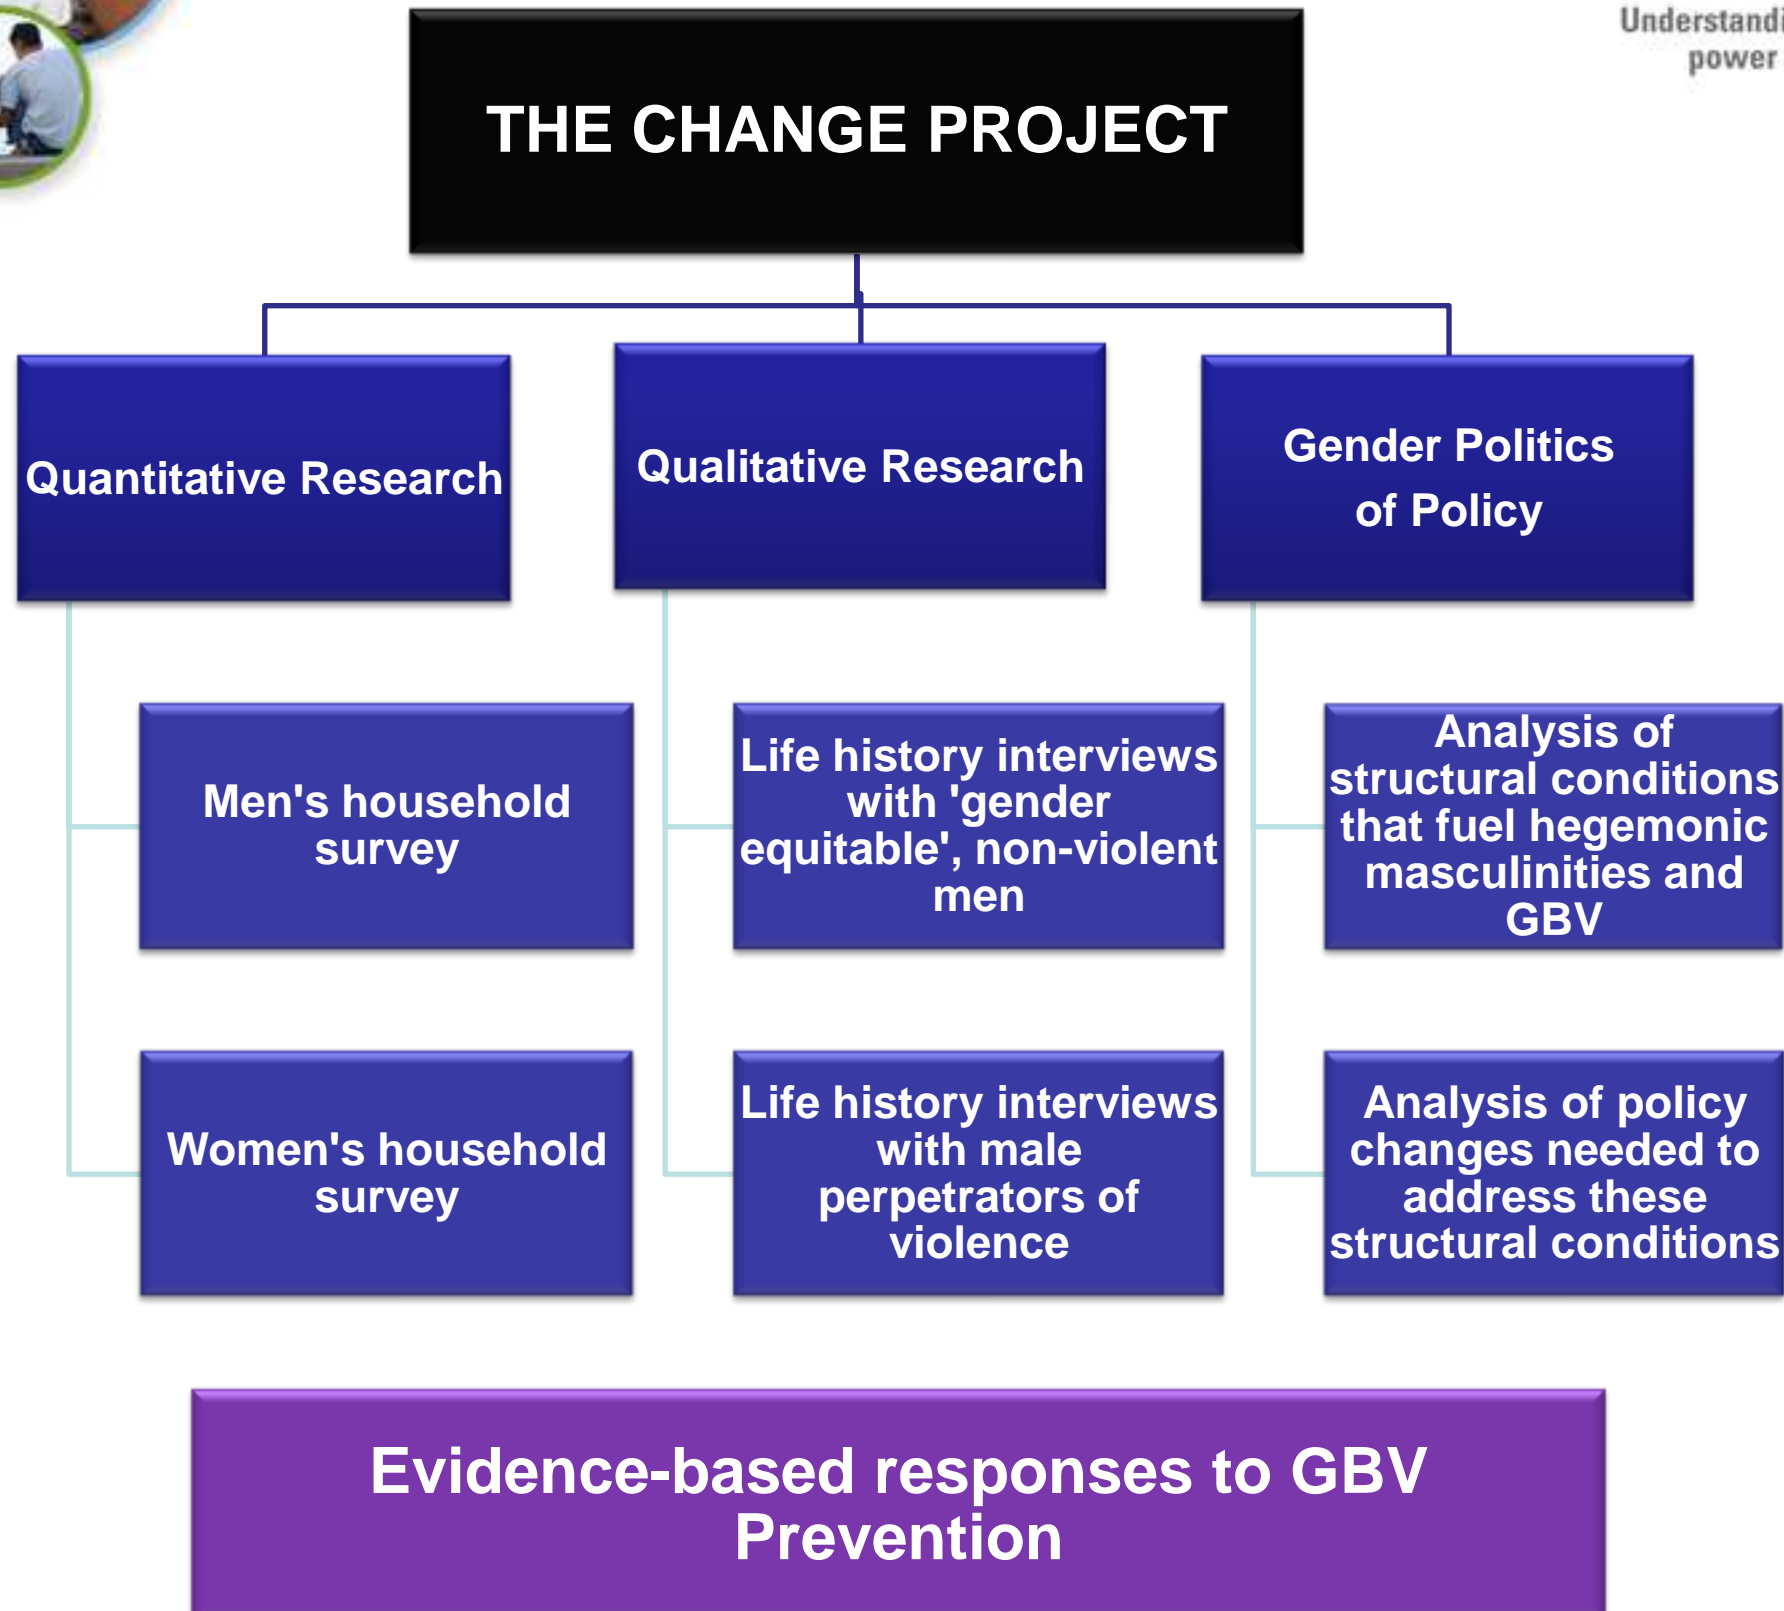 power
THE CHANGE PROJECT
Quantitative Research
Qualitative Research
Gender Politics
of Policy
Men's household
survey
Life history interviews
with 'gender
equitable', non-violent
men
Analysis of
structural conditions
that fuel hegemonic
masculinities and
GBV
Women's household
survey
Life history interviews
with male
perpetrators of
violence
Analysis of policy
changes needed to
address these
structural conditions
Evidence-based responses to GBV
Prevention